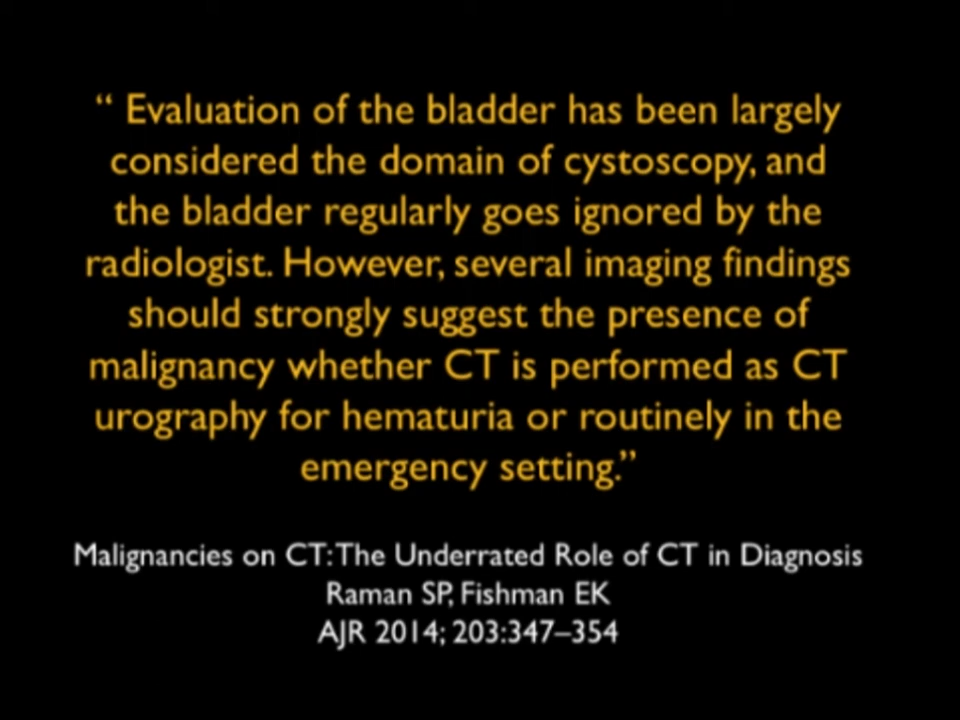 “ Evaluation of the bladder has been largely
considered the domain of cystoscopy, and
the bladder regularly goes ignored by the
radiologist. However, several imaging findings
should strongly suggest the presence of
malignancy whether CT is performed as CT
urography for hematuria or routinely in the
emergency setting.”
Malignancies on CT: The Underrated Role of CT in Diagnosis
Raman SP, Fishman EK
AJR 2014; 203:347–354